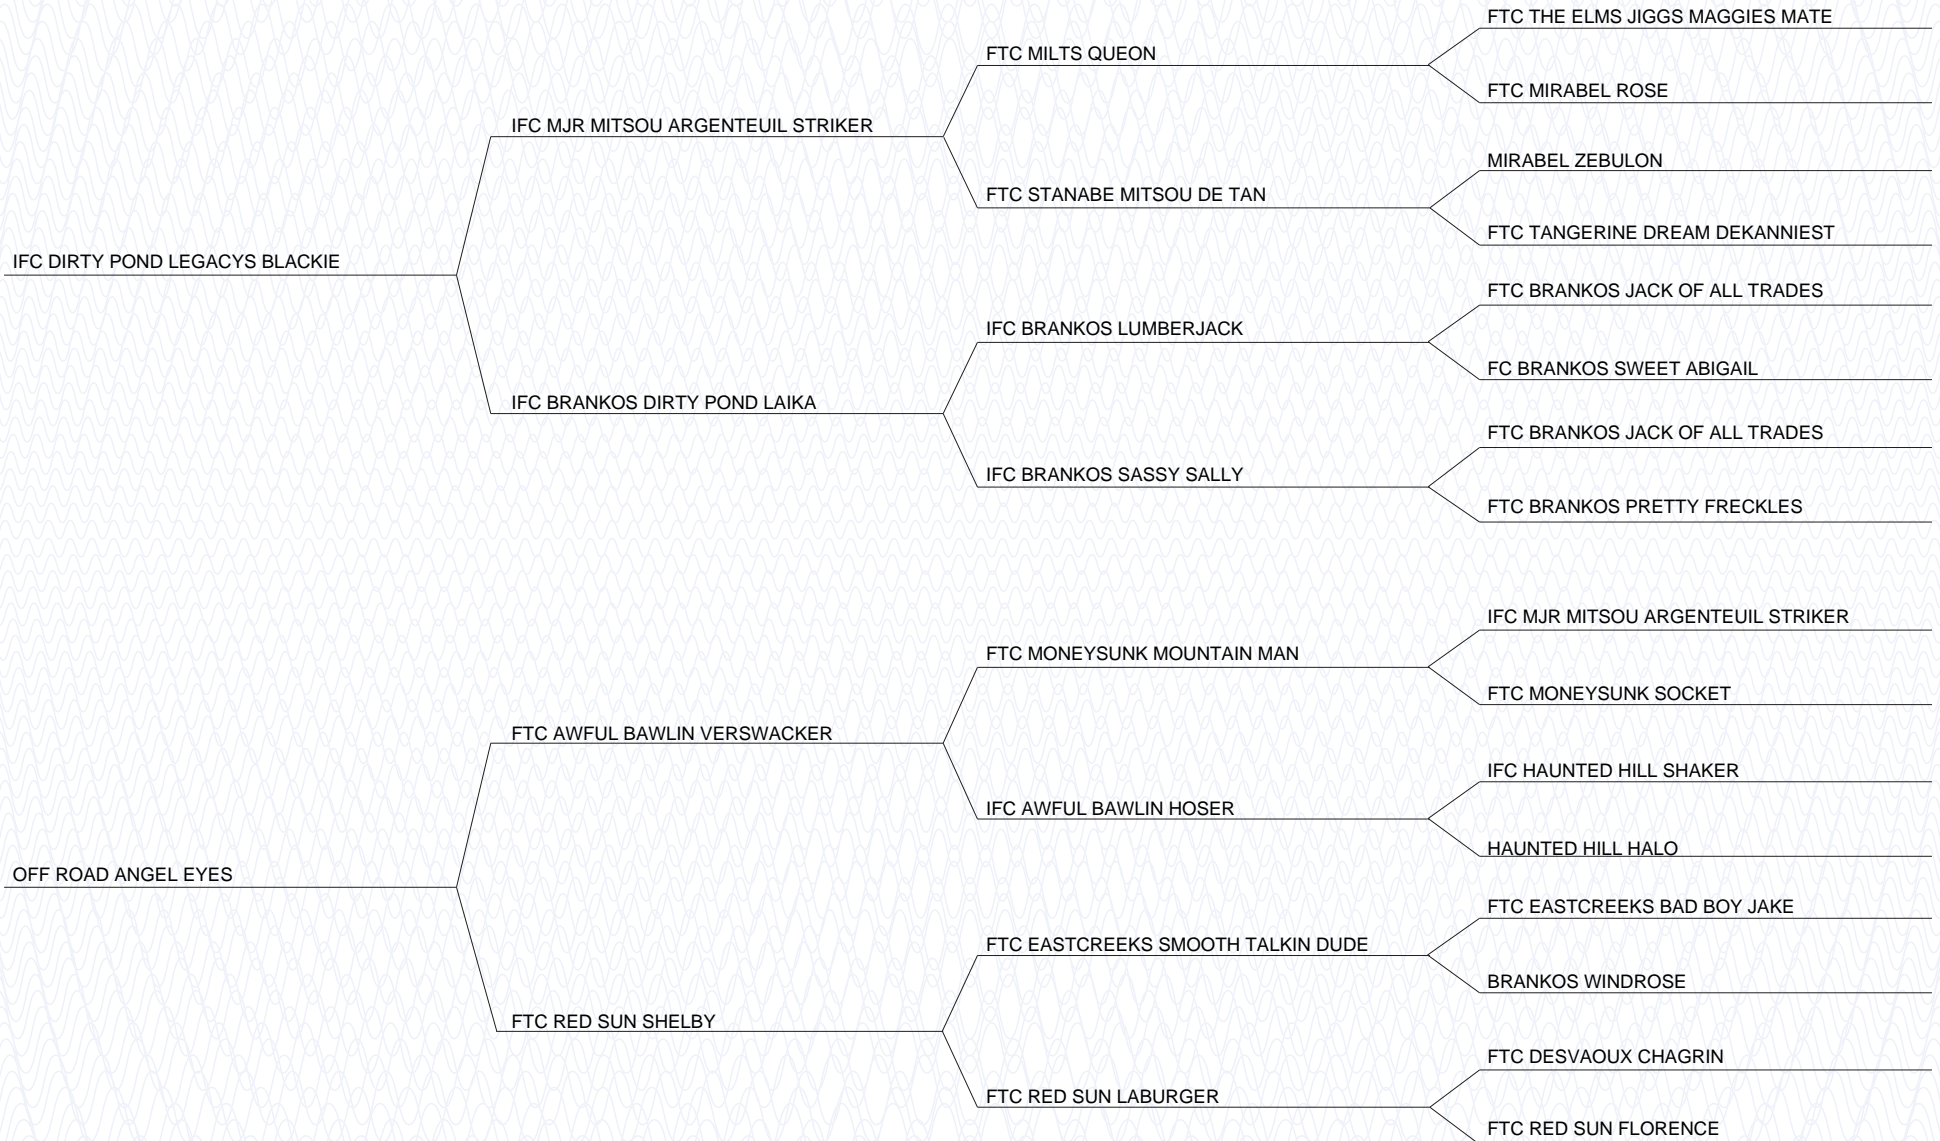 FTC THE ELMS JIGGS MAGGIES MATE
FTC MILTS QUEON
FTC MIRABEL ROSE
IFC MJR MITSOU ARGENTEUIL STRIKER
MIRABEL ZEBULON
FTC STANABE MITSOU DE TAN
FTC TANGERINE DREAM DEKANNIEST
IFC DIRTY POND LEGACYS BLACKIE
FTC BRANKOS JACK OF ALL TRADES
IFC BRANKOS LUMBERJACK
FC BRANKOS SWEET ABIGAIL
IFC BRANKOS DIRTY POND LAIKA
FTC BRANKOS JACK OF ALL TRADES
IFC BRANKOS SASSY SALLY
FTC BRANKOS PRETTY FRECKLES
IFC MJR MITSOU ARGENTEUIL STRIKER
FTC MONEYSUNK MOUNTAIN MAN
FTC MONEYSUNK SOCKET
FTC AWFUL BAWLIN VERSWACKER
IFC HAUNTED HILL SHAKER
IFC AWFUL BAWLIN HOSER
HAUNTED HILL HALO
OFF ROAD ANGEL EYES
FTC EASTCREEKS BAD BOY JAKE
FTC EASTCREEKS SMOOTH TALKIN DUDE
BRANKOS WINDROSE
FTC RED SUN SHELBY
FTC DESVAOUX CHAGRIN
FTC RED SUN LABURGER
FTC RED SUN FLORENCE